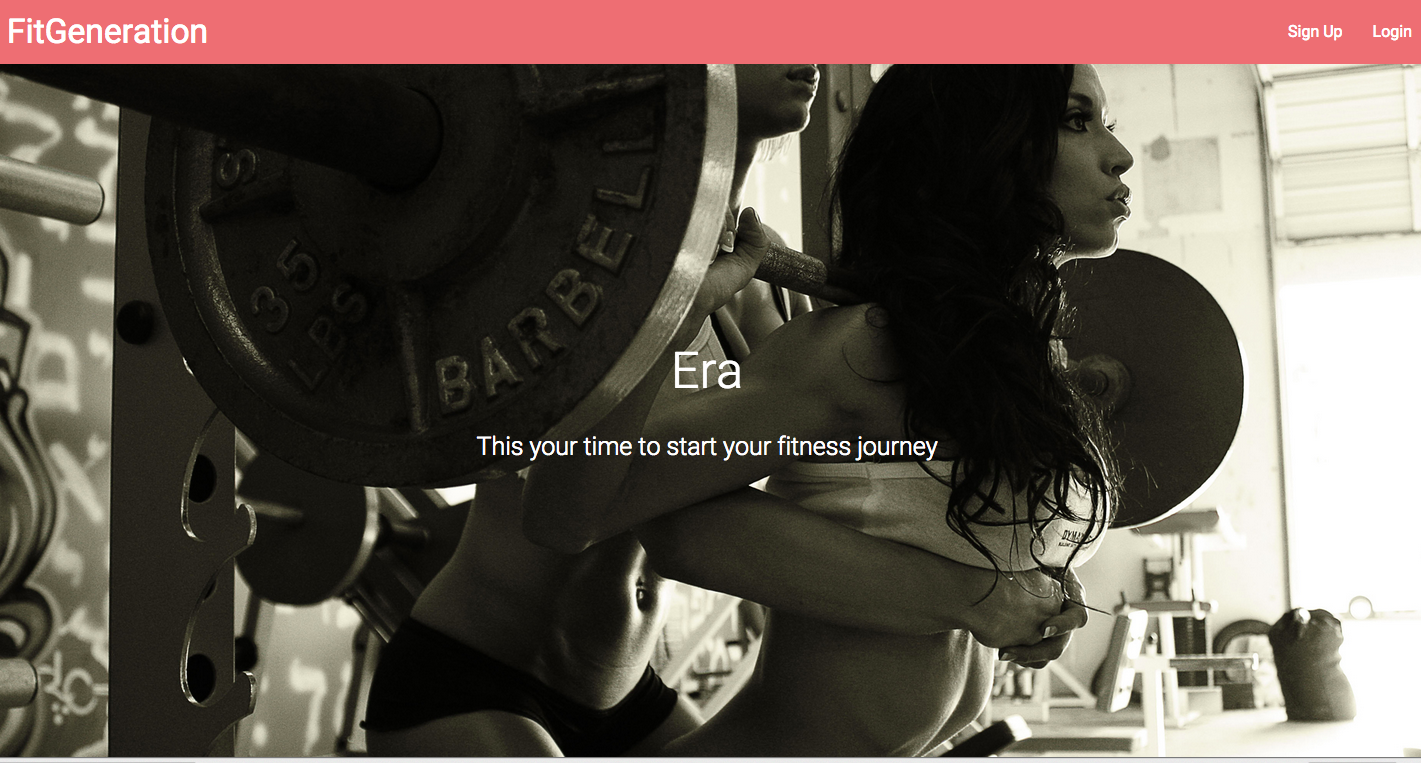 FitGeneration
Sign Up
Login
35
LBS
BARBELL
Era
This your time to start your fitness journey